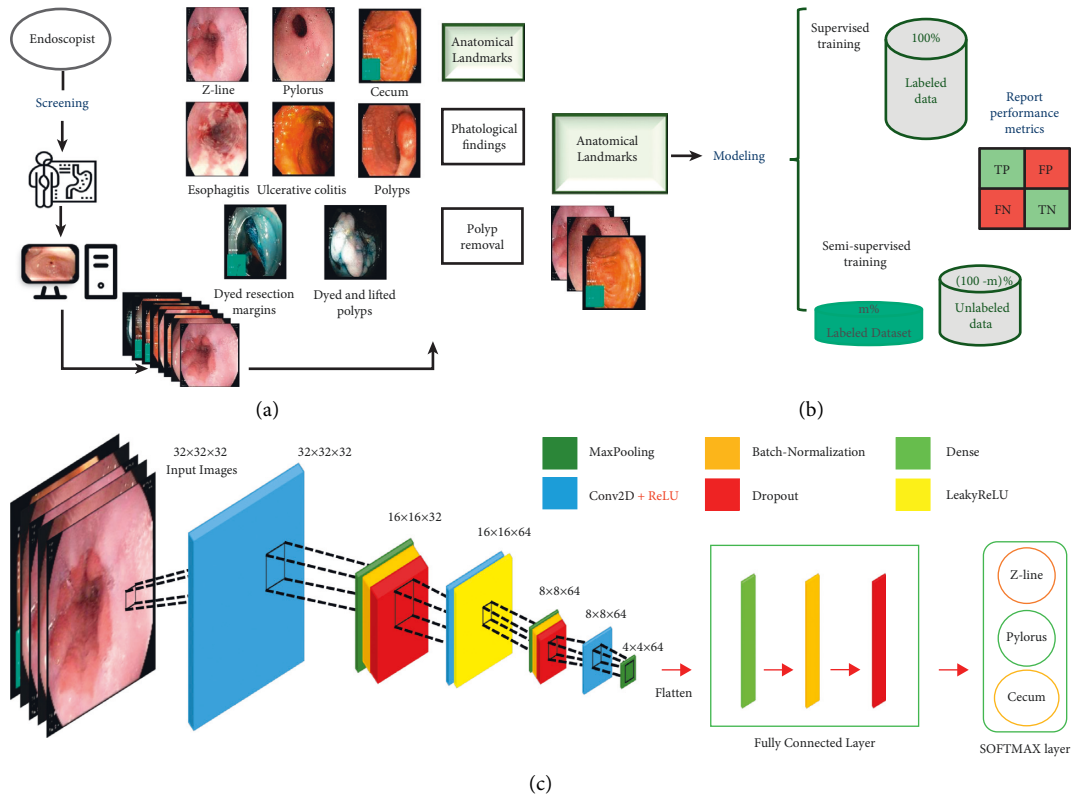 Endoscopist
Screening
Z-line
Pylorus
Cecum
Esophagitis
Ulcerative colitis
Polyps
Dyed resection
margins
Dyed and lifted
polyps
Anatomical
Landmarks
Phatological
findings
Polyp
removal
(a)
Anatomical
Landmarks
Modeling
Supervised
training
100%
Labeled
data
Report
performance
metrics
TP
FP
FN
TN
Semi-supervised
training
m%
Labeled Dataset
(100 -m)%
Unlabeled
data
(b)
32×32×32
Input Images
32×32×32
16×16×32
16×16×64
8×8×64
8×8×64
4×4×64
MaxPooling
Batch-Normalization
Dense
Conv2D + ReLU
Dropout
LeakyReLU
Flatten
Fully Connected Layer
Z-line
Pylorus
Cecum
SOFTMAX layer
(c)